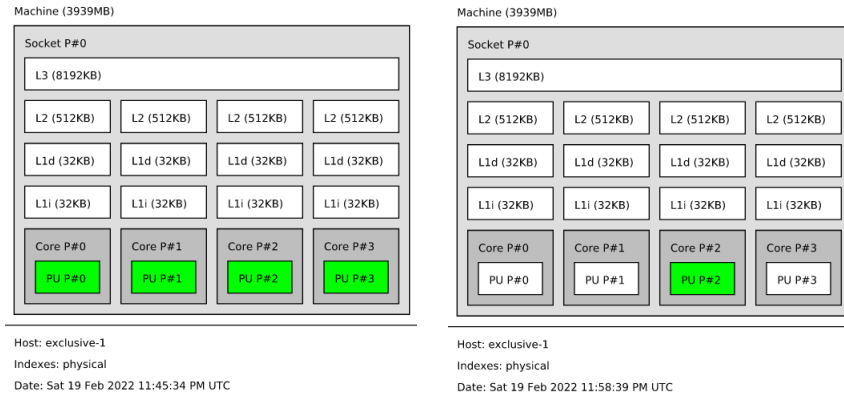 Machine (3939MB)
Socket P#0
L3 (8192KB)
L2 (512KB) L2 (512KB) L2 (512KB) L2 (512KB)
L1d (32KB) L1d (32KB) L1d (32KB) L1d (32KB)
L1i (32KB) L1i (32KB) L1i (32KB) L1i (32KB)
Core P#0 Core P#1 Core P#2 Core P#3
PU P#0 PU P#1 PU P#2 PU P#3
Host: exclusive-1
Indexes: physical
Date: Sat 19 Feb 2022 11:45:34 PM UTC
Machine (3939MB)
Socket P#0
L3 (8192KB)
L2 (512KB) L2 (512KB) L2 (512KB) L2 (512KB)
L1d (32KB) L1d (32KB) L1d (32KB) L1d (32KB)
L1i (32KB) L1i (32KB) L1i (32KB) L1i (32KB)
Core P#0 Core P#1 Core P#2 Core P#3
PU P#0 PU P#1 PU P#2 PU P#3
Host: exclusive-1
Indexes: physical
Date: Sat 19 Feb 2022 11:58:39 PM UTC